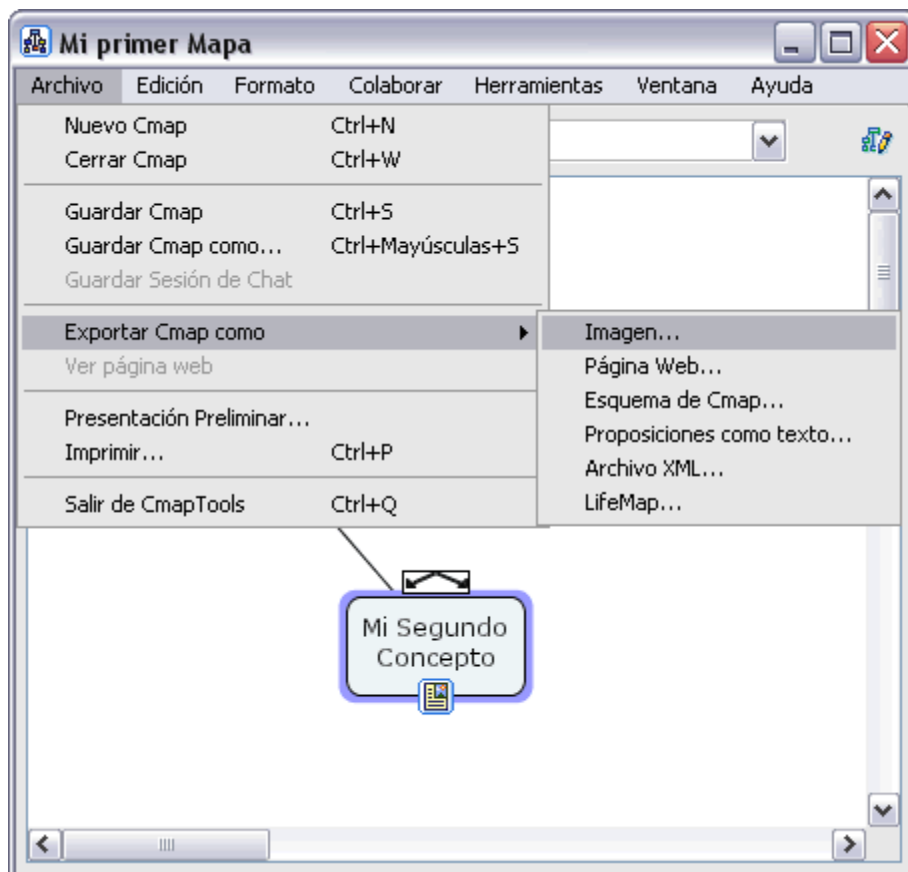 Mi primer Mapa
Archivo Edición Formato Colaborar Herramientas Ventana Ayuda
Nuevo Cmap Ctrl+N
Cerrar Cmap Ctrl+W
Guardar Cmap Ctrl+S
Guardar Cmap como... Ctrl+Mayúsculas+S
Guardar Sesión de Chat
Exportar Cmap como
Ver página web
Presentación Preliminar...
Imprimir... Ctrl+P
Salir de CmapTools Ctrl+Q
Imagen...
Página Web...
Esquema de Cmap...
Proposiciones como texto...
Archivo XML...
LifeMap...
Mi Segundo
Concepto